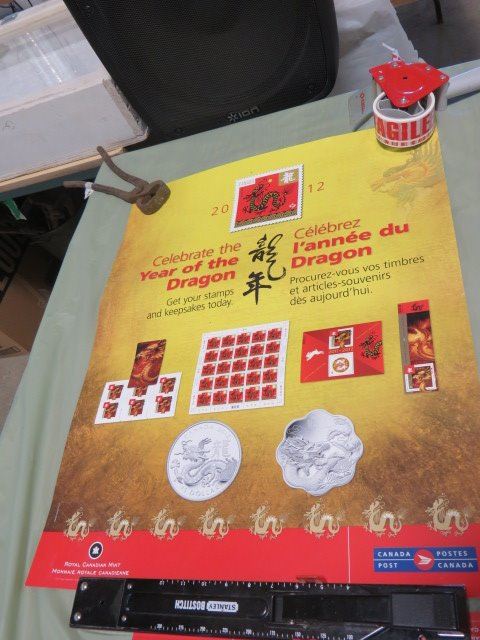 ION
FRAGILE
龍
20 12
Celebrate the
Year of the
Dragon
Get your stamps
and keepsakes today.
龍年
Célébrez
l'année du
Dragon
Procurez-vous vos timbres
et articles-souvenirs
dès aujourd'hui.
ROYAL CANADIAN MINT
MONNAIE ROYALE CANADIENNE
CANADA POST
POSTES CANADA
STANLEY BOSTITCH